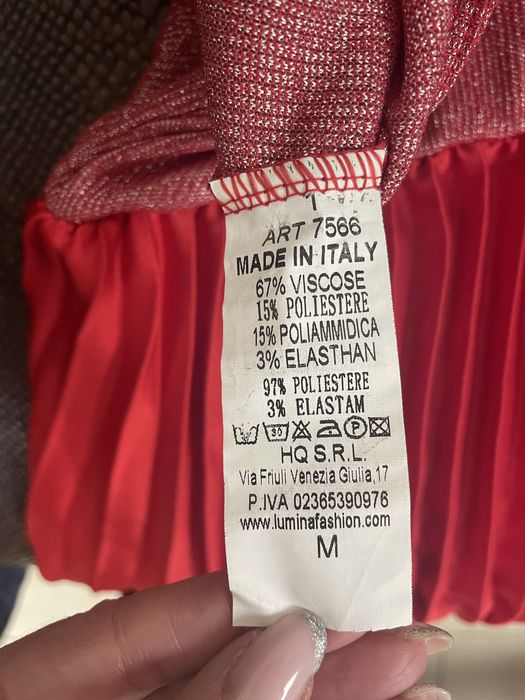 ART 7566
MADE IN ITALY
67% VISCOSE
15% POLIESTERE
15% POLIAMMIDICA
3% ELASTHAN
97% POLIESTERE
3% ELASTAM
30 P
HQ S.R.L.
Via Friuli Venezia Giulia,17
P.IVA 02365390976
www.luminafashion.com
M